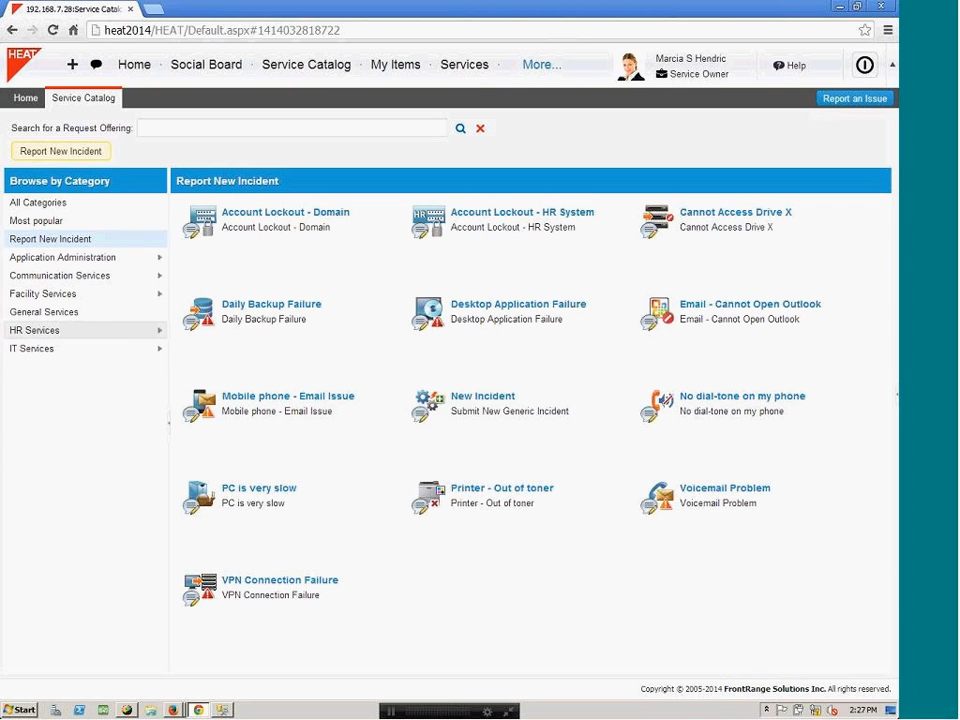 192.168.7.28:Service Catalo
heat2014/HEAT/Default.aspx#1414032818722
HEAT
Home · Social Board · Service Catalog · My Items · Services · More...
Marcia S Hendric
Service Owner
Help
Home
Service Catalog
Report an Issue
Search for a Request Offering:
Report New Incident
Browse by Category
Report New Incident
All Categories
Most popular
Report New Incident
Application Administration
Communication Services
Facility Services
General Services
HR Services
IT Services
Account Lockout - Domain
Account Lockout - Domain
Account Lockout - HR System
Account Lockout - HR System
Cannot Access Drive X
Cannot Access Drive X
Daily Backup Failure
Daily Backup Failure
Desktop Application Failure
Desktop Application Failure
Email - Cannot Open Outlook
Email - Cannot Open Outlook
Mobile phone - Email Issue
Mobile phone - Email Issue
New Incident
Submit New Generic Incident
No dial-tone on my phone
No dial-tone on my phone
PC is very slow
PC is very slow
Printer - Out of toner
Printer - Out of toner
Voicemail Problem
Voicemail Problem
VPN Connection Failure
VPN Connection Failure
Copyright © 2005-2014 FrontRange Solutions Inc. All rights reserved.
Start
2:27 PM